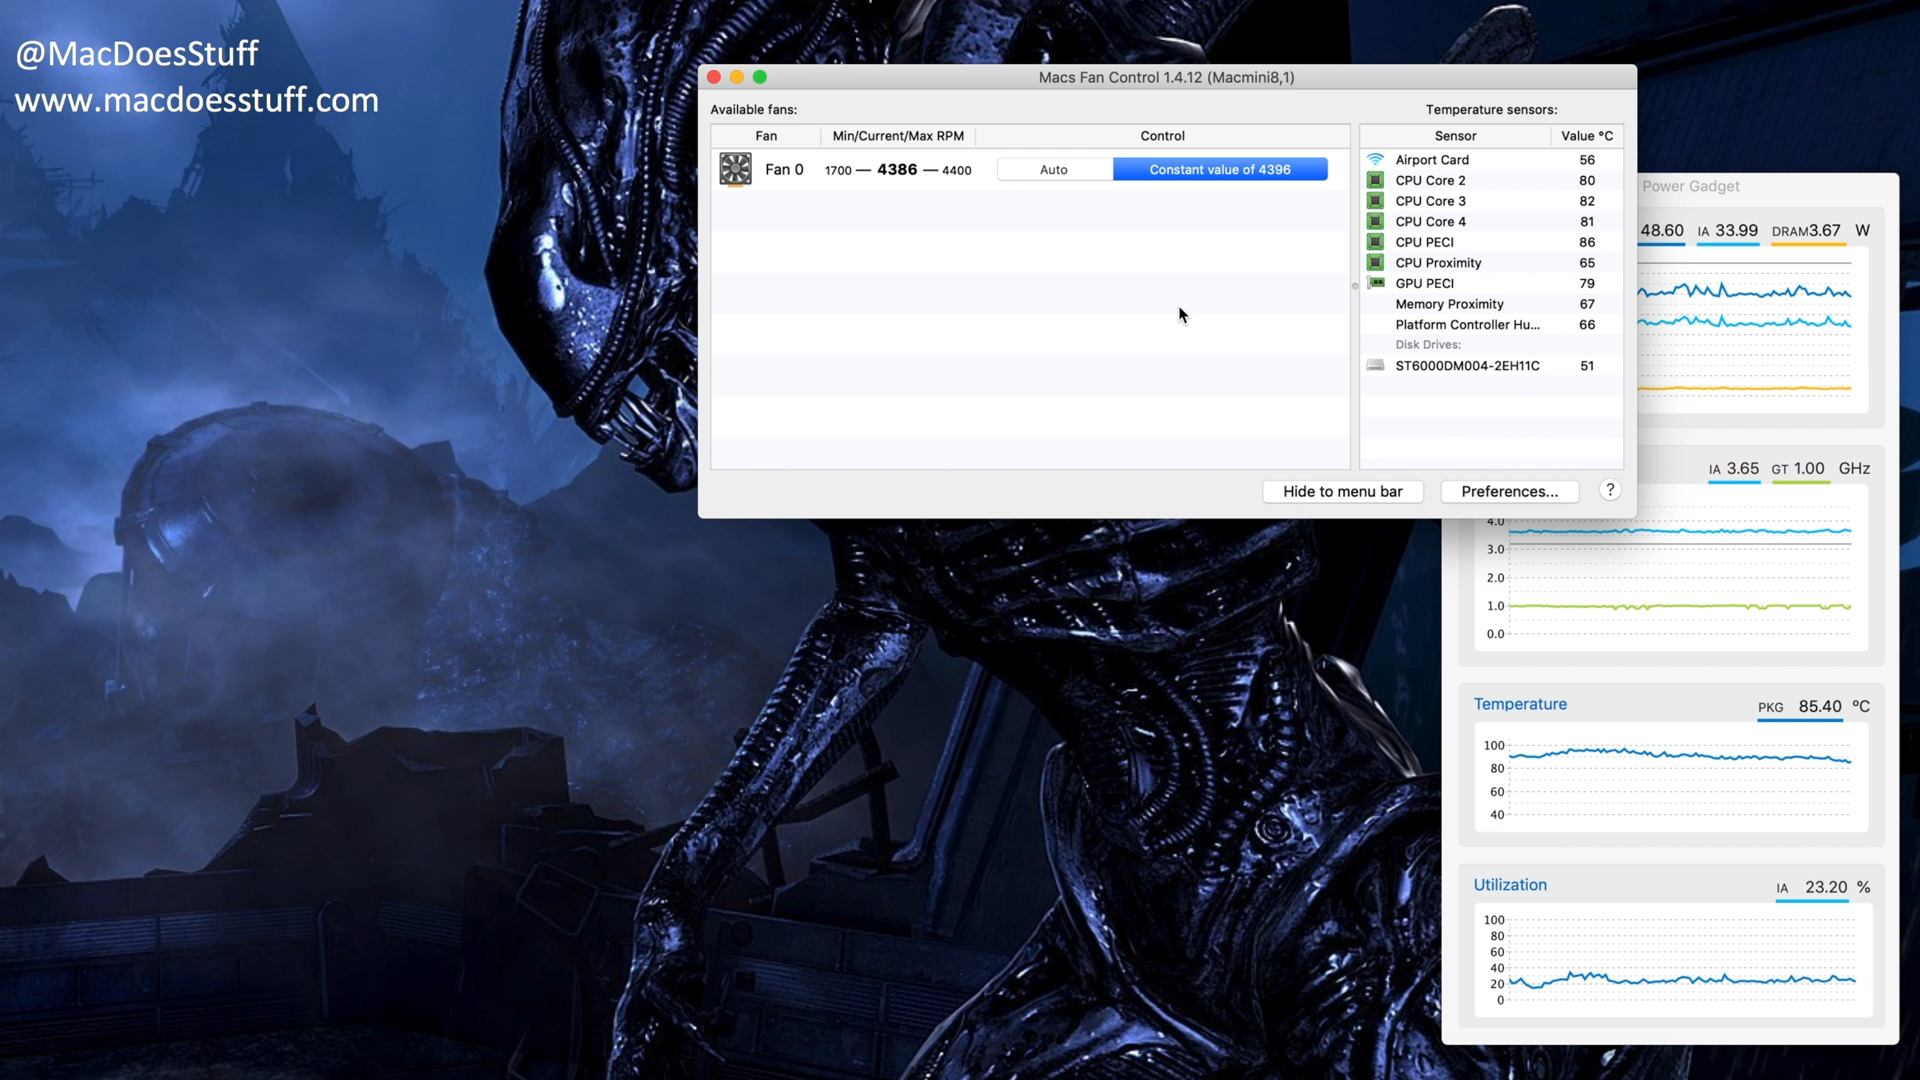 @MacDoesStuff
www.macdoesstuff.com
Macs Fan Control 1.4.12 (Macmini8,1)
Available fans:
Fan Min/Current/Max RPM Control
Fan 0 1700 — 4386 — 4400 Auto Constant value of 4396
Temperature sensors:
Sensor Value °C
Airport Card 56
CPU Core 2 80
CPU Core 3 82
CPU Core 4 81
CPU PECI 86
CPU Proximity 65
GPU PECI 79
Memory Proximity 67
Platform Controller Hu... 66
Disk Drives:
ST6000DM004-2EH11C 51
Hide to menu bar Preferences... ?
Power Gadget
48.60 IA 33.99 DRAM3.67 W
IA 3.65 GT 1.00 GHz
4.0
3.0
2.0
1.0
0.0
Temperature PKG 85.40 °C
100
80
60
40
Utilization IA 23.20 %
100
80
60
40
20
0